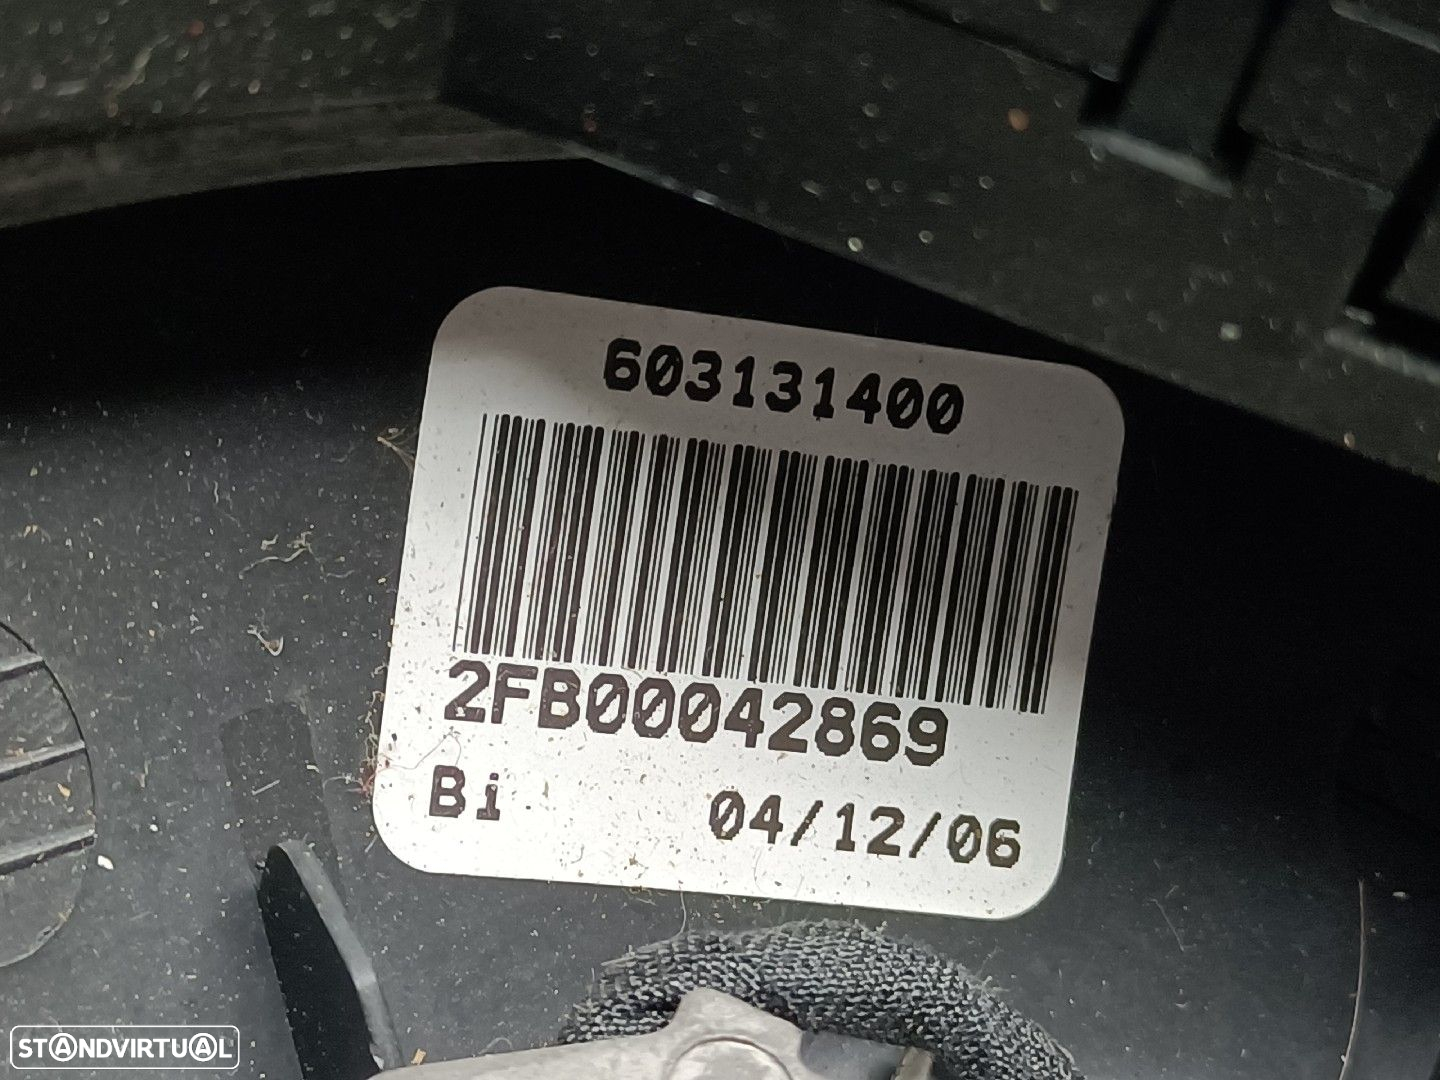 603131400
2FB00042869
Bi 04/12/06
STANDVIRTUAL